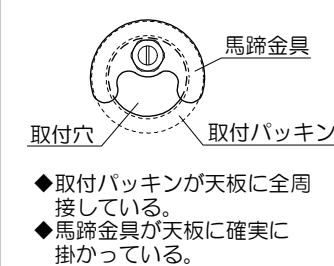 馬蹄金具
取付穴
取付パッキン
◆取付パッキンが天板に全周
接している。
◆馬蹄金具が天板に確実に
掛かっている。